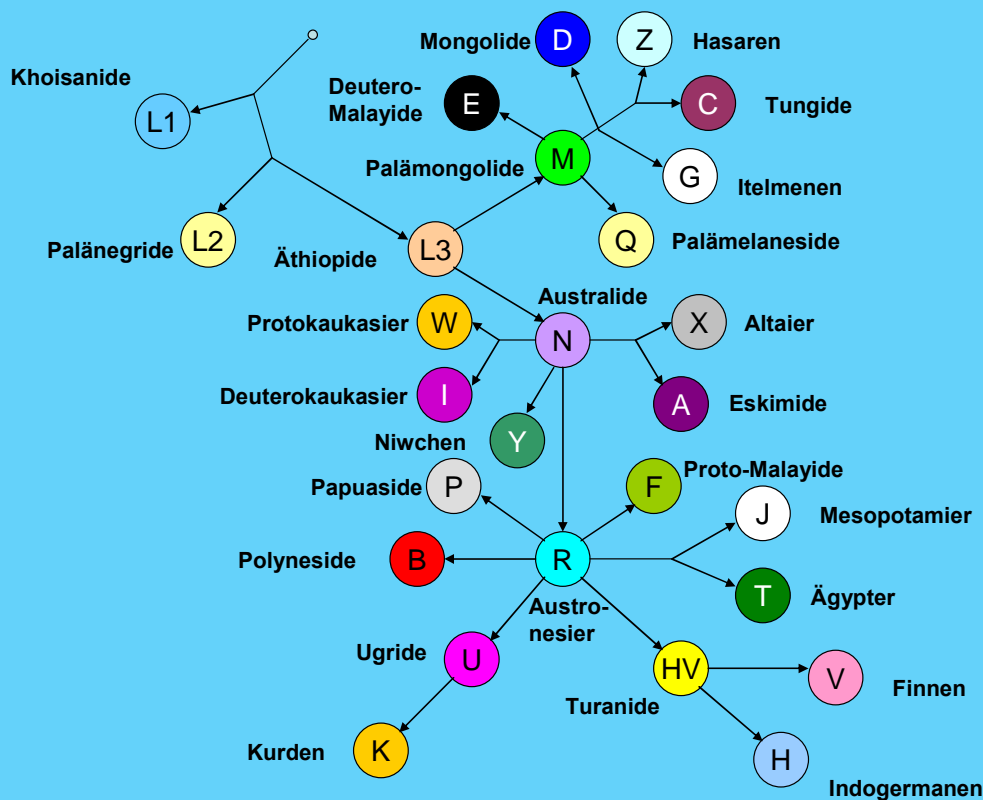 Mongolide
D
Z
Hasaren
Khoisanide
Deutero-
Malayide
E
C
Tungide
L1
Palämongolide
M
G
Itelmenen
Palänegride
L2
Äthiopide
L3
Q
Palämelaneside
Australide
Protokaukasier
W
N
X
Altaier
Deuterokaukasier
I
A
Eskimide
Niwchen
Y
Papuaside
P
F
Proto-Malayide
J
Mesopotamier
Polyneside
B
R
Austro-
nesier
T
Ägypter
Ugride
U
HV
Turanide
V
Finnen
Kurden
K
H
Indogermanen